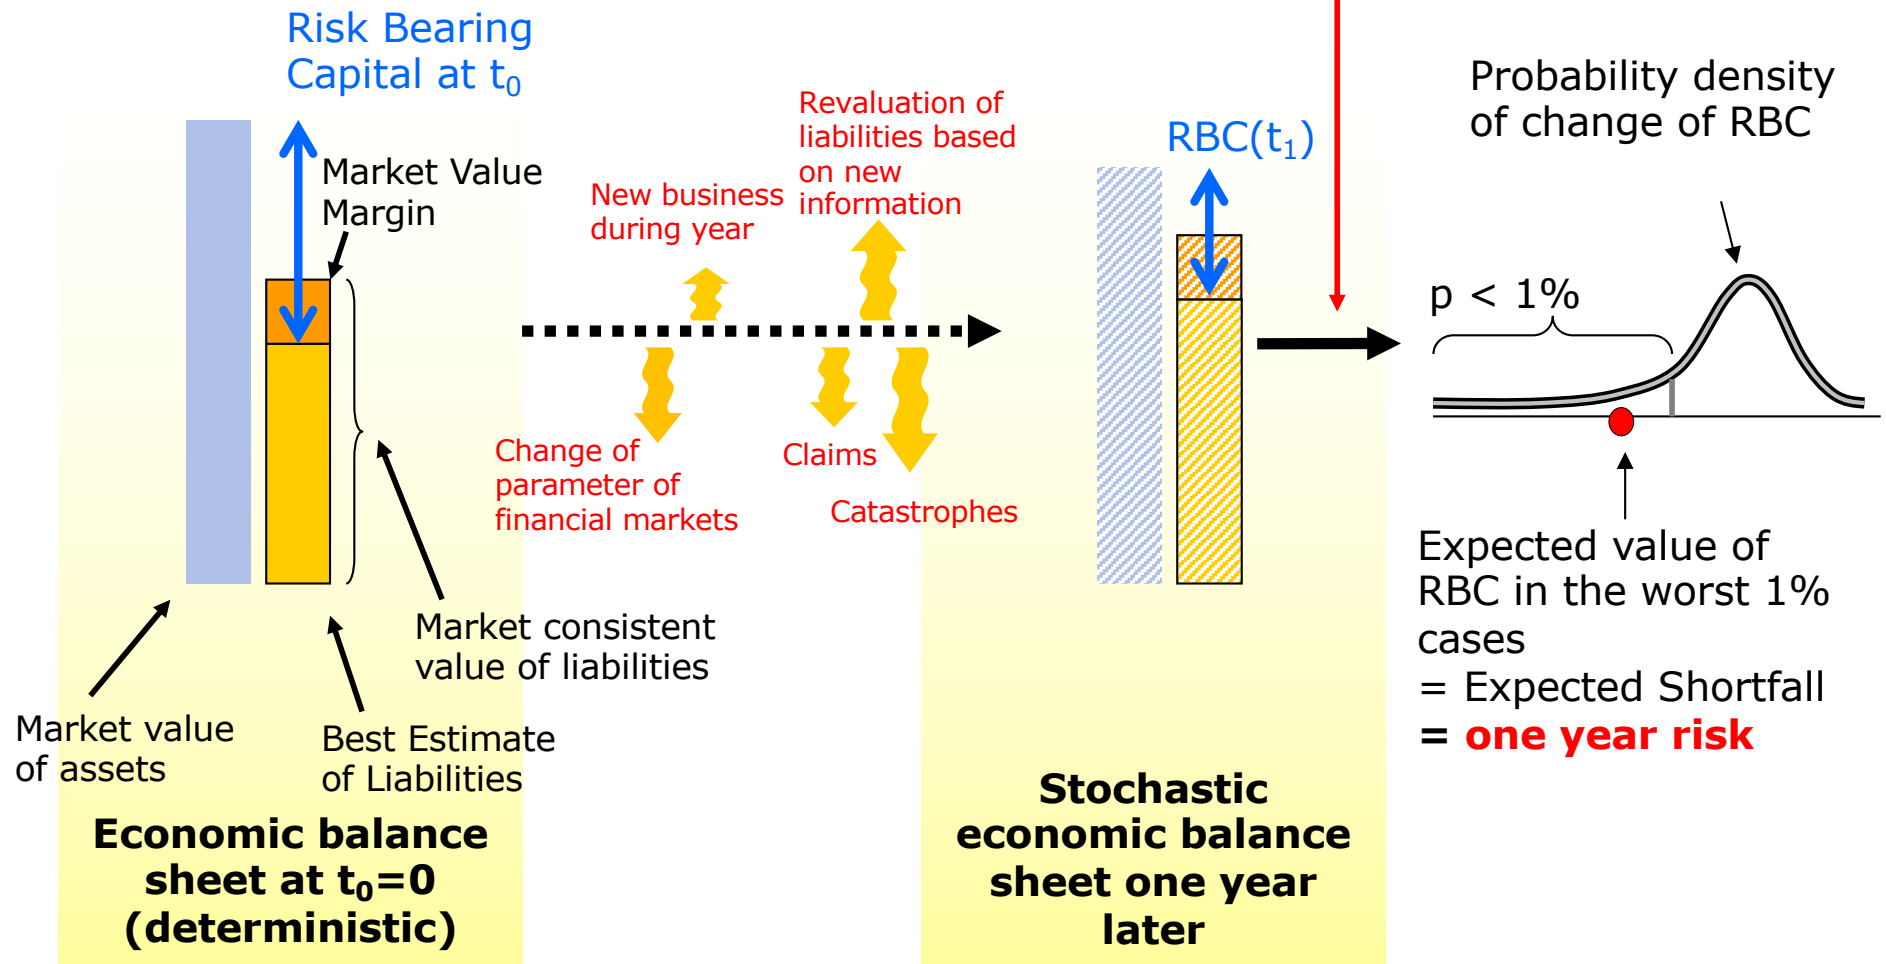 Risk Bearing
Capital at t0
Market Value
Margin
New business
during year
Revaluation of
liabilities based
on new
information
RBC(t1)
Probability density
of change of RBC
p < 1%
Change of
parameter of
financial markets
Claims
Catastrophes
Market value
of assets
Best Estimate
of Liabilities
Market consistent
value of liabilities
Expected value of
RBC in the worst 1%
cases
= Expected Shortfall
= one year risk
Economic balance
sheet at t0=0
(deterministic)
Stochastic
economic balance
sheet one year
later